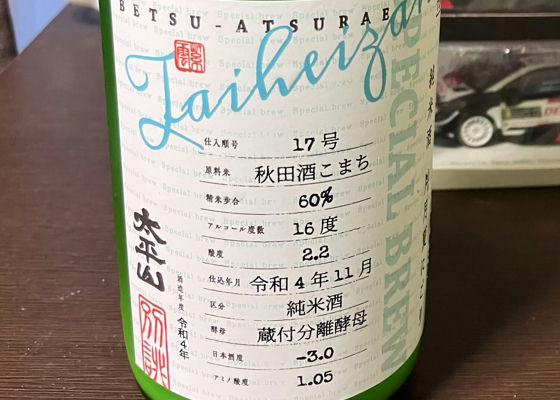 BETSU-ATSURAE
Taiheizan
SPECIAL BREW
仕入順号 17号
原料米 秋田酒こまち
精米歩合 60%
アルコール度数 16度
酸度 2.2
仕込年月 令和4年11月
区分 純米酒
酵母 蔵付分離酵母
日本酒度 -3.0
アミノ酸度 1.05
太平山
別誂
酒造年度 令和4年
Special brew